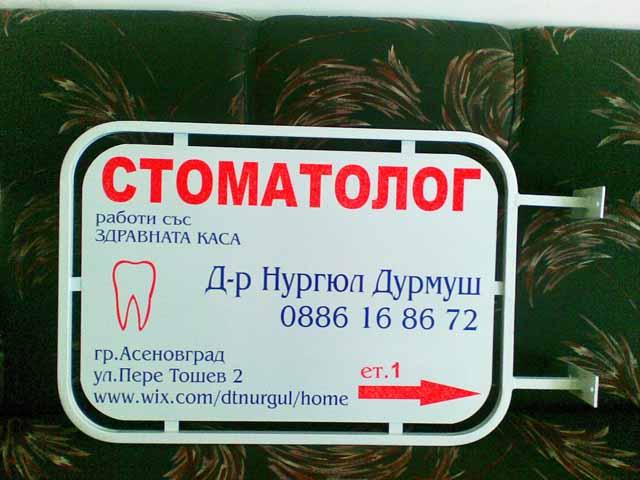 СТОМАТОЛОГ
работи със
ЗДРАВНАТА КАСА
Д-р Нургюл Дурмуш
0886 16 86 72
гр.Асеновград
ул.Пере Тошев 2
www.wix.com/dtnurgul/home
ет.1